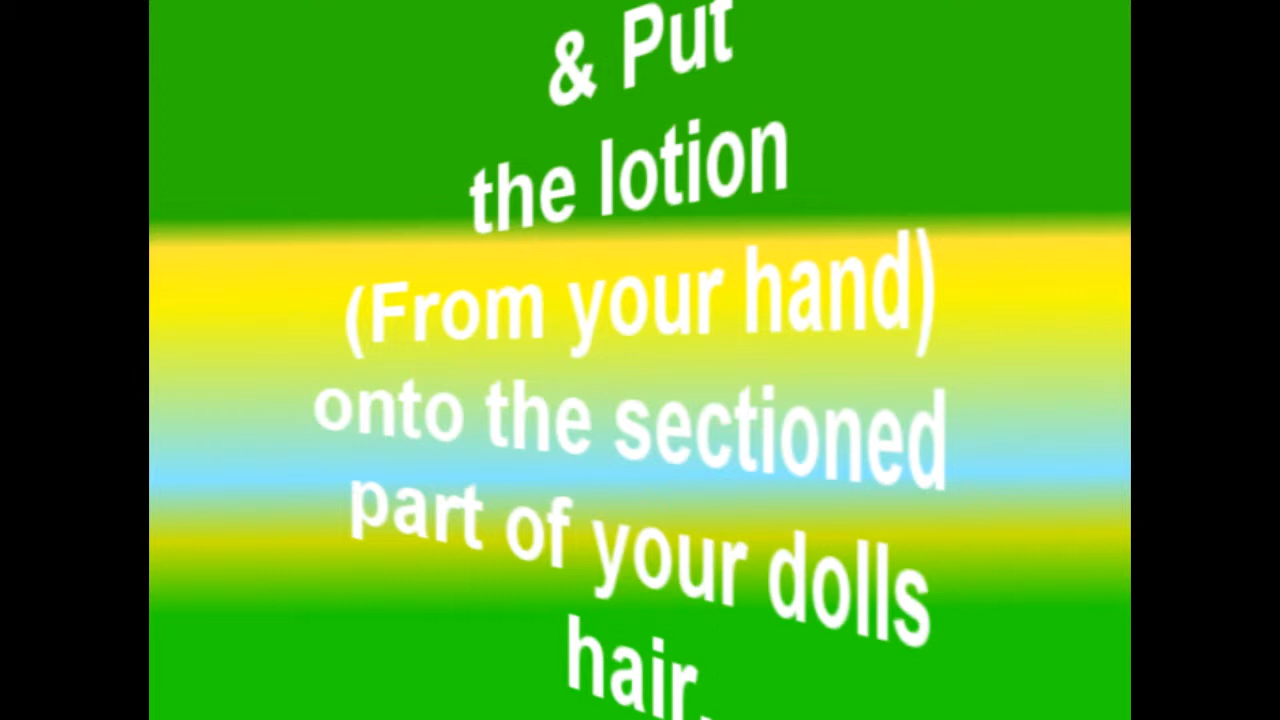 & Put
the lotion
(From your hand)
onto the sectioned
part of your dolls
hair.